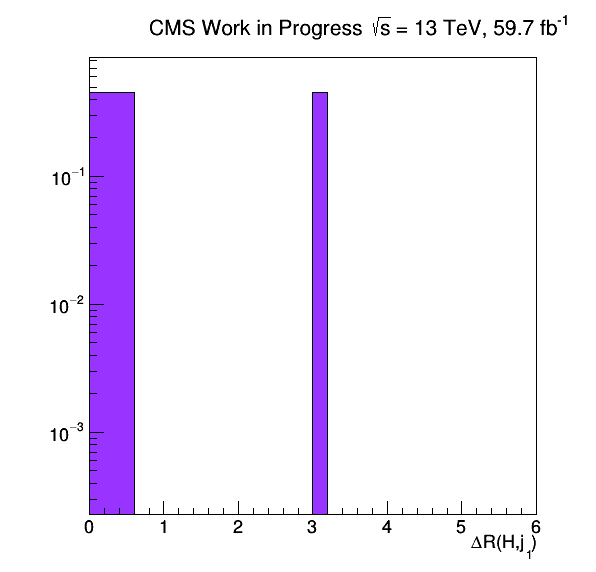 CMS Work in Progress √s = 13 TeV, 59.7 fb⁻¹
10⁻¹
10⁻²
10⁻³
0 1 2 3 4 5 6
ΔR(H,j₁)